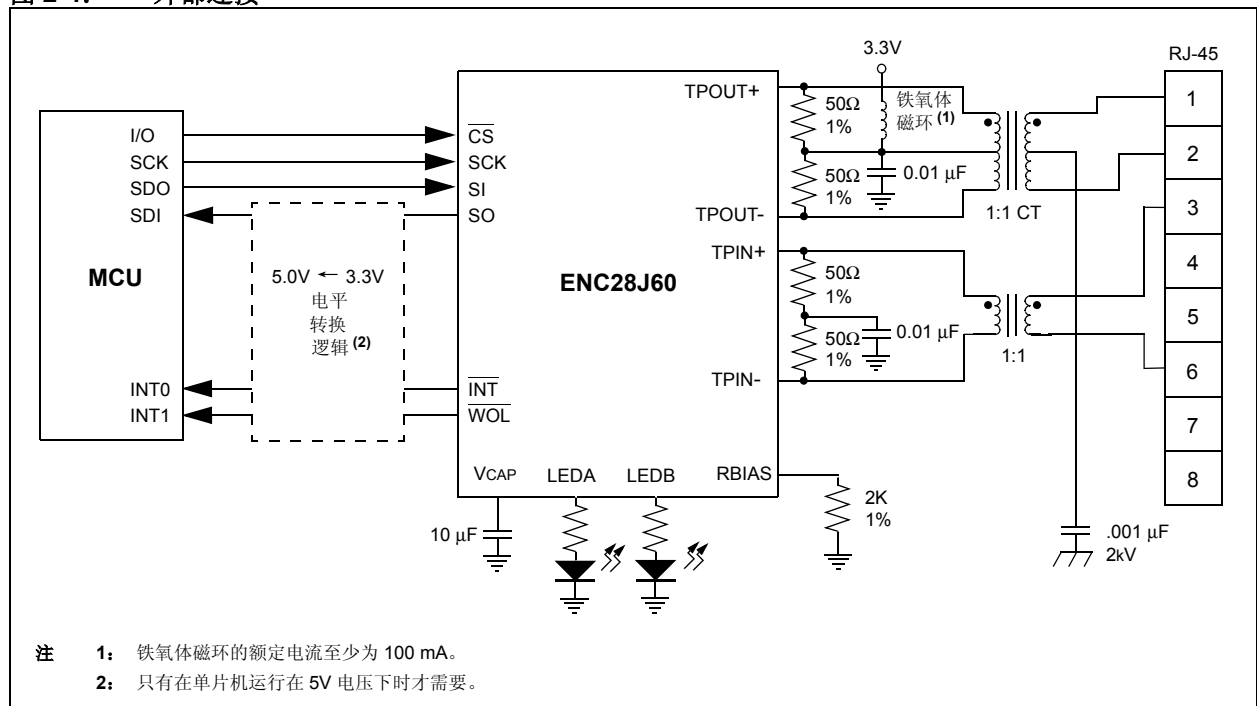 3.3V
RJ-45
MCU
I/O
SCK
SDO
SDI
INT0
INT1
5.0V ← 3.3V
电平
转换
逻辑 (2)
CS
SCK
SI
SO
INT
WOL
ENC28J60
TPOUT+
TPOUT-
TPIN+
TPIN-
RBIAS
VCAP
LEDA
LEDB
50Ω
1%
50Ω
1%
铁氧体
磁环 (1)
0.01 µF
1:1 CT
50Ω
1%
50Ω
1%
0.01 µF
1:1
1
2
3
4
5
6
7
8
10 µF
2K
1%
.001 µF
2kV
注 1： 铁氧体磁环的额定电流至少为 100 mA。
2： 只有在单片机运行在 5V 电压下时才需要。